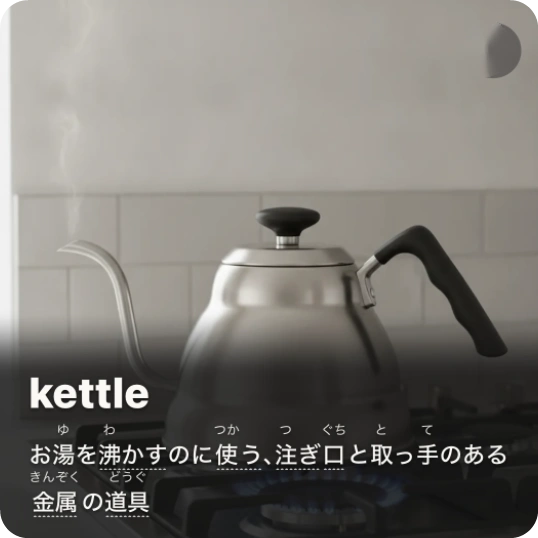 kettle
ゆ わ つか つ ぐち と て
お湯を沸かすのに使う、注ぎ口と取っ手のある
きんぞく どうぐ
金属の道具